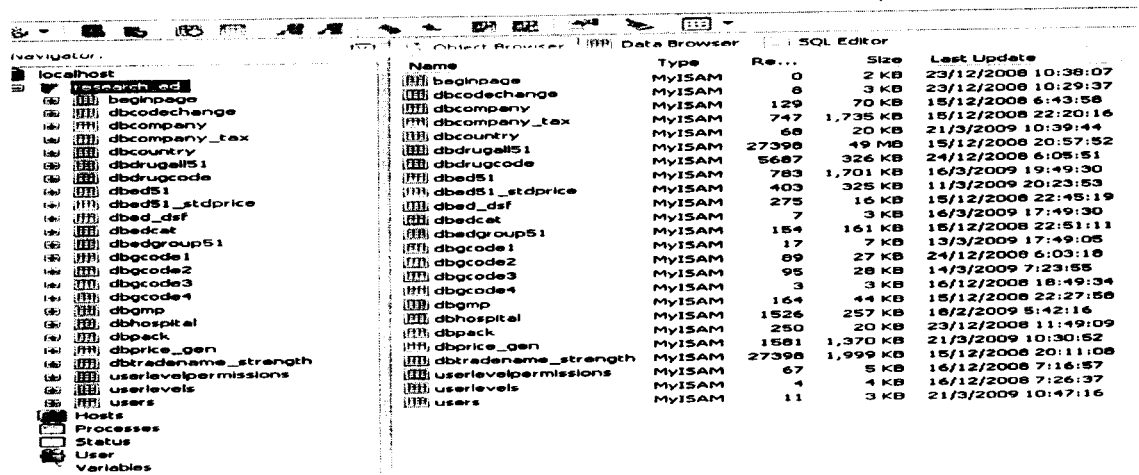 Navigator:
localhost
research_ed
beginpage
dbcodechange
dbcompany
dbcompany_tax
dbcountry
dbdrugall51
dbdrugcode
dbed51
dbed51_stdprice
dbed_dsf
dbedcat
dbedgroup51
dbgcode1
dbgcode2
dbgcode3
dbgcode4
dbgmp
dbhospital
dbpack
dbprice_gen
dbtradename_strength
userlevelpermissions
userlevels
users
Hosts
Processes
Status
User
Variables
Object Browser Data Browser SQL Editor
Name Type Re... Size Last Update
beginpage MyISAM 0 2 KB 23/12/2008 10:38:07
dbcodechange MyISAM 8 3 KB 23/12/2008 10:29:37
dbcompany MyISAM 129 70 KB 15/12/2008 6:43:58
dbcompany_tax MyISAM 747 1,735 KB 15/12/2008 22:20:16
dbcountry MyISAM 68 20 KB 21/3/2009 10:39:44
dbdrugall51 MyISAM 27398 49 MB 15/12/2008 20:57:52
dbdrugcode MyISAM 5687 326 KB 24/12/2008 6:05:51
dbed51 MyISAM 783 1,701 KB 16/3/2009 19:49:30
dbed51_stdprice MyISAM 403 325 KB 11/3/2009 20:23:53
dbed_dsf MyISAM 275 16 KB 15/12/2008 22:45:19
dbedcat MyISAM 7 3 KB 16/3/2009 17:49:30
dbedgroup51 MyISAM 154 161 KB 15/12/2008 22:51:11
dbgcode1 MyISAM 17 7 KB 13/3/2009 17:49:05
dbgcode2 MyISAM 89 27 KB 24/12/2008 6:03:18
dbgcode3 MyISAM 95 28 KB 14/3/2009 7:23:55
dbgcode4 MyISAM 3 3 KB 16/12/2008 18:49:34
dbgmp MyISAM 164 44 KB 15/12/2008 22:27:58
dbhospital MyISAM 1526 257 KB 18/2/2009 5:42:16
dbpack MyISAM 250 20 KB 23/12/2008 11:49:09
dbprice_gen MyISAM 1581 1,370 KB 21/3/2009 10:30:52
dbtradename_strength MyISAM 27398 1,999 KB 15/12/2008 20:11:08
userlevelpermissions MyISAM 67 5 KB 16/12/2008 7:16:57
userlevels MyISAM 4 4 KB 16/12/2008 7:26:37
users MyISAM 11 3 KB 21/3/2009 10:47:16